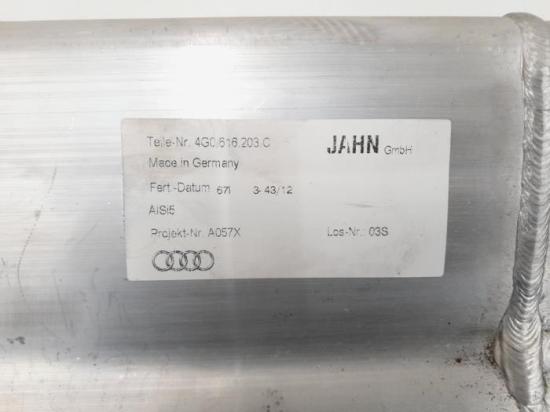 Teile-Nr. 4G0.616.203.C
JAHN GmbH
Made in Germany
Fert.-Datum 67l 3-43/12
AlSi5
Projekt-Nr. A057X Los-Nr.: 03S